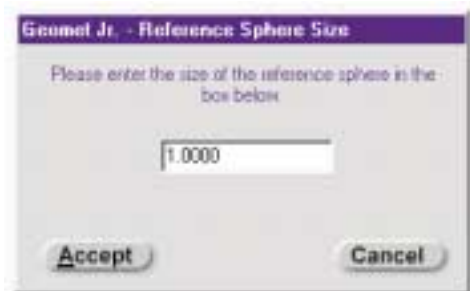 Geomet Jr. - Reference Sphere Size
Please enter the size of the reference sphere in the
box below
1.0000
Accept
Cancel